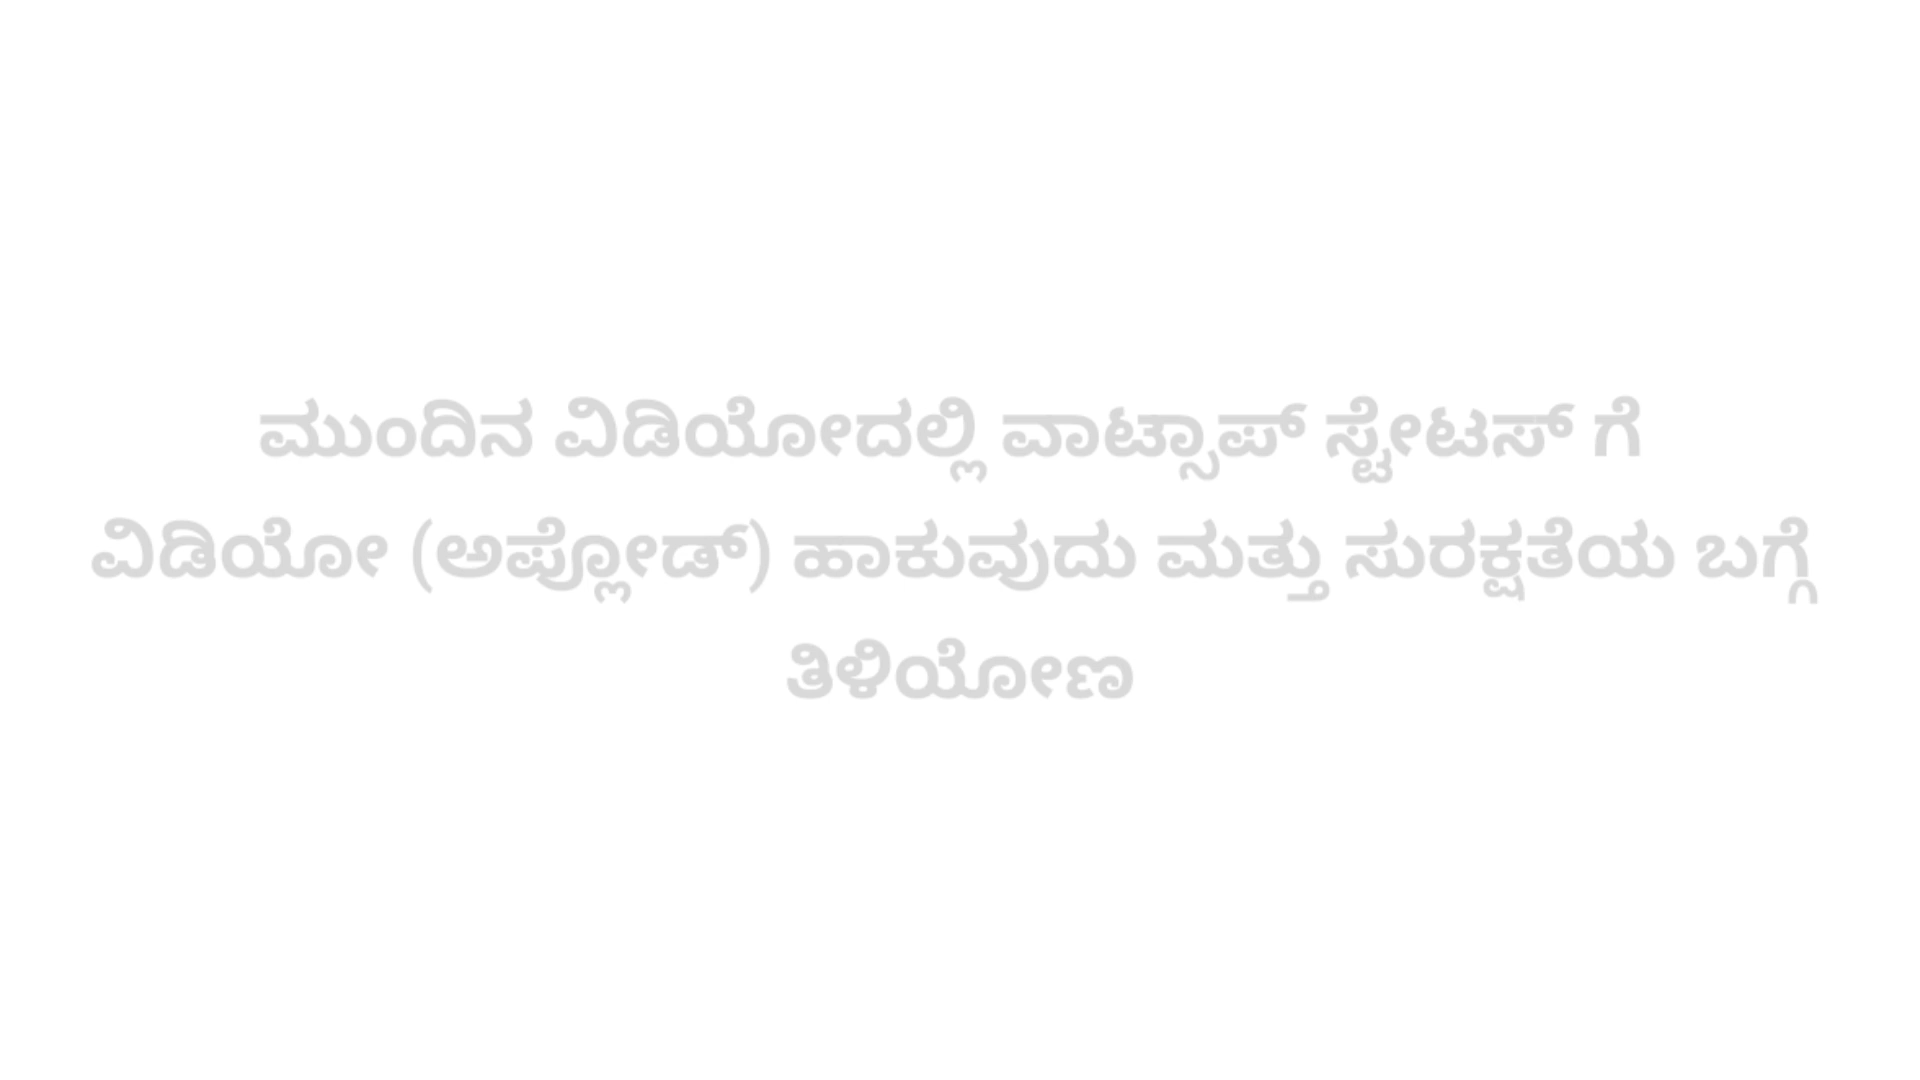 ಮುಂದಿನ ವಿಡಿಯೋದಲ್ಲಿ ವಾಟ್ಸಾಪ್ ಸ್ಟೇಟಸ್ ಗೆ
ವಿಡಿಯೋ (ಅಪ್ಲೋಡ್) ಹಾಕುವುದು ಮತ್ತು ಸುರಕ್ಷತೆಯ ಬಗ್ಗೆ
ತಿಳಿಯೋಣ